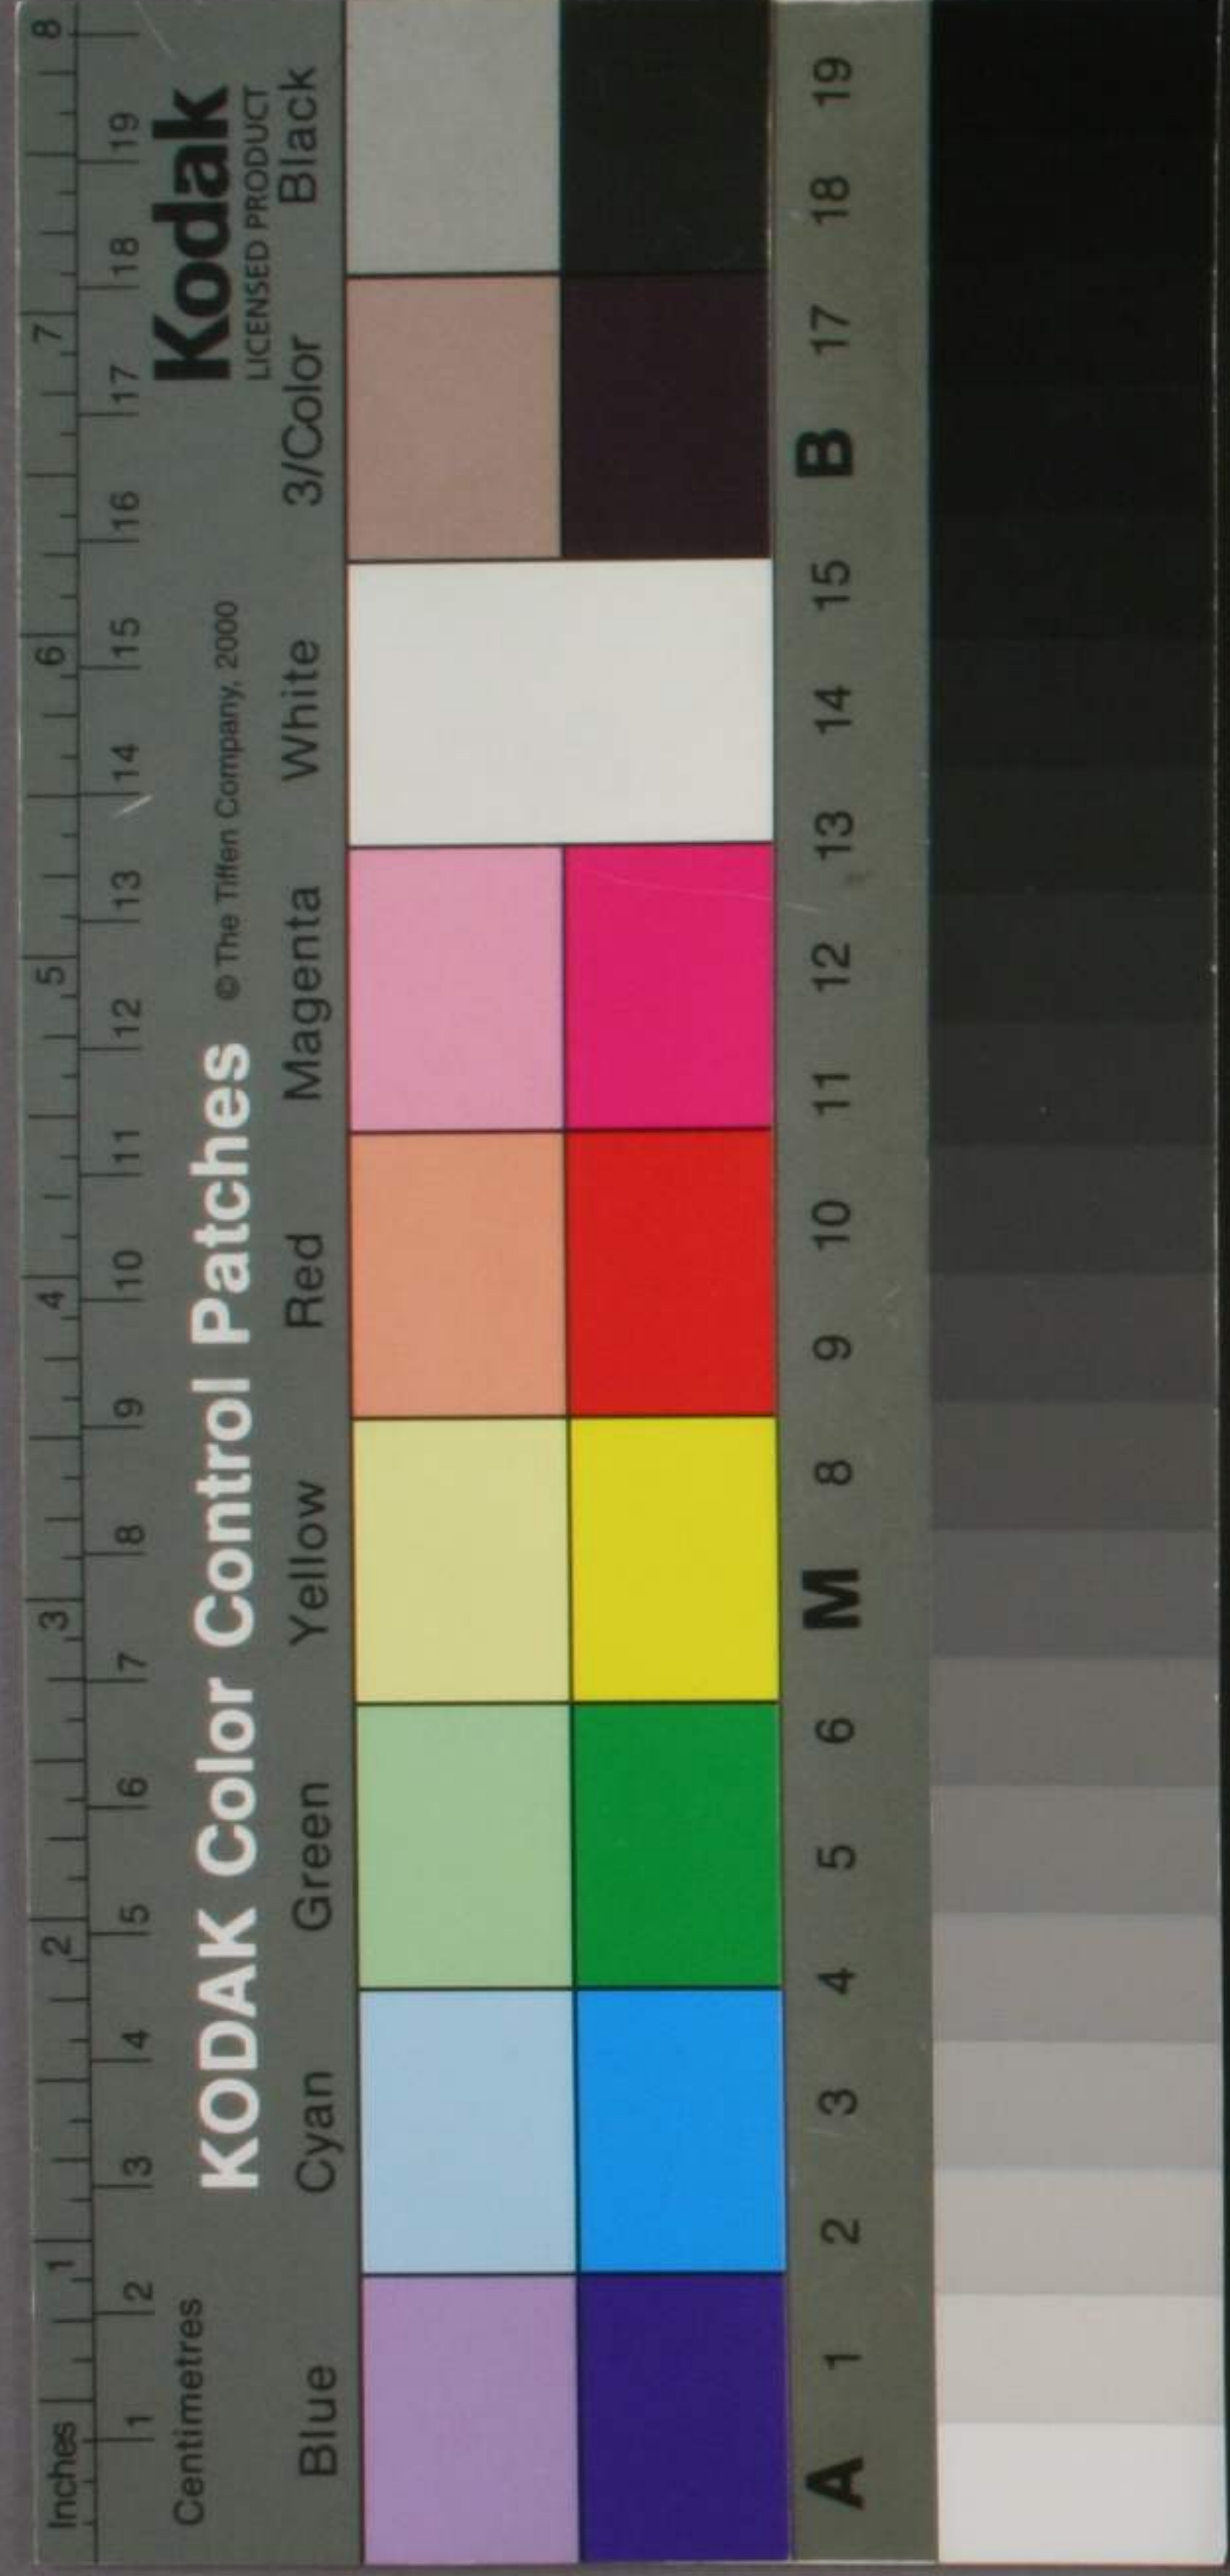 Inches 1 2 3 4 5 6 7 8
1 2 3 4 5 6 7 8 9 10 11 12 13 14 15 16 17 18 19
Centimetres
KODAK Color Control Patches © The Tiffen Company, 2000 Kodak
LICENSED PRODUCT
Blue Cyan Green Yellow Red Magenta White 3/Color Black
A 1 2 3 4 5 6 M 8 9 10 11 12 13 14 15 B 17 18 19